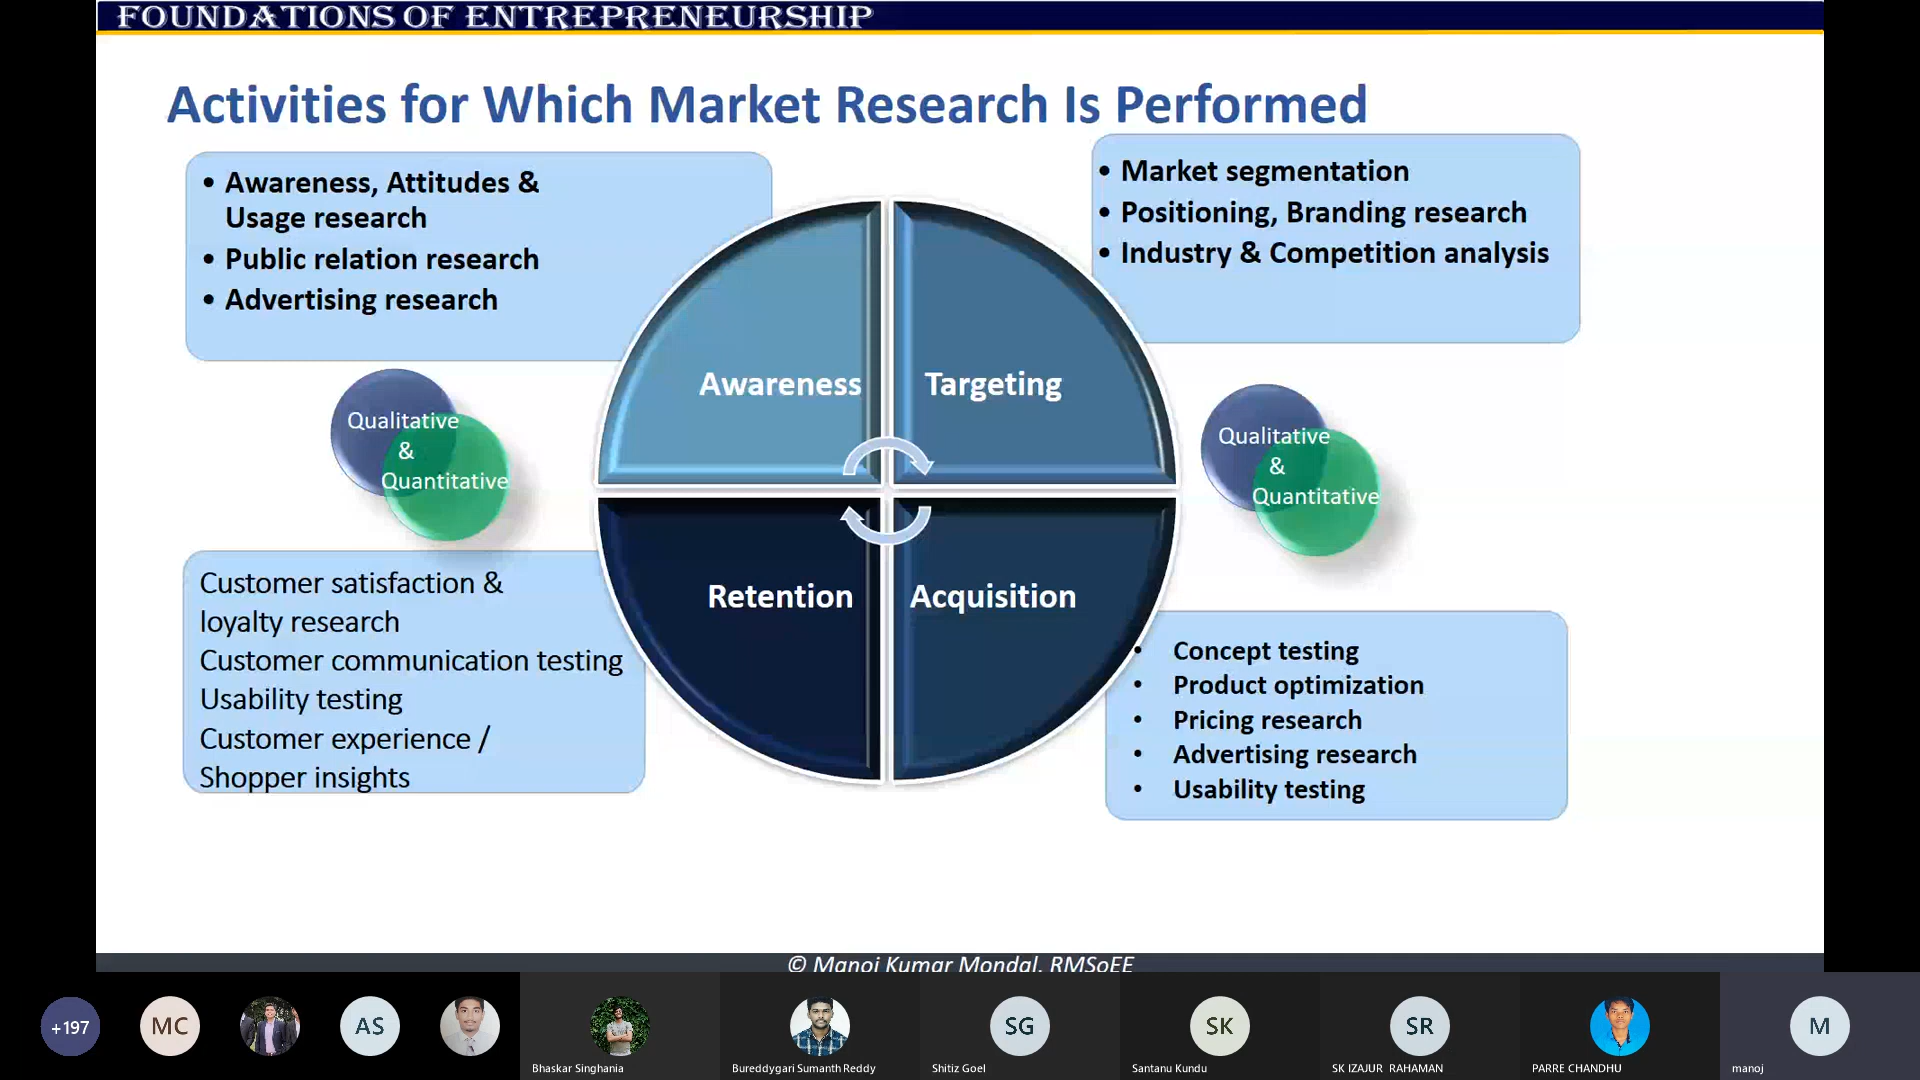 FOUNDATIONS OF ENTREPRENEURSHIP
Activities for Which Market Research Is Performed
• Awareness, Attitudes &
Usage research
• Public relation research
• Advertising research
• Market segmentation
• Positioning, Branding research
• Industry & Competition analysis
Awareness
Targeting
Qualitative
&
Quantitative
Qualitative
&
Quantitative
Retention
Acquisition
Customer satisfaction &
loyalty research
Customer communication testing
Usability testing
Customer experience /
Shopper insights
• Concept testing
• Product optimization
• Pricing research
• Advertising research
• Usability testing
© Manoj Kumar Mondal, RMSoEE
+197
MC
AS
SG
SK
SR
M
Bhaskar Singhania
Bureddygari Sumanth Reddy
Shitiz Goel
Santanu Kundu
SK IZAJUR RAHAMAN
PARRE CHANDHU
manoj